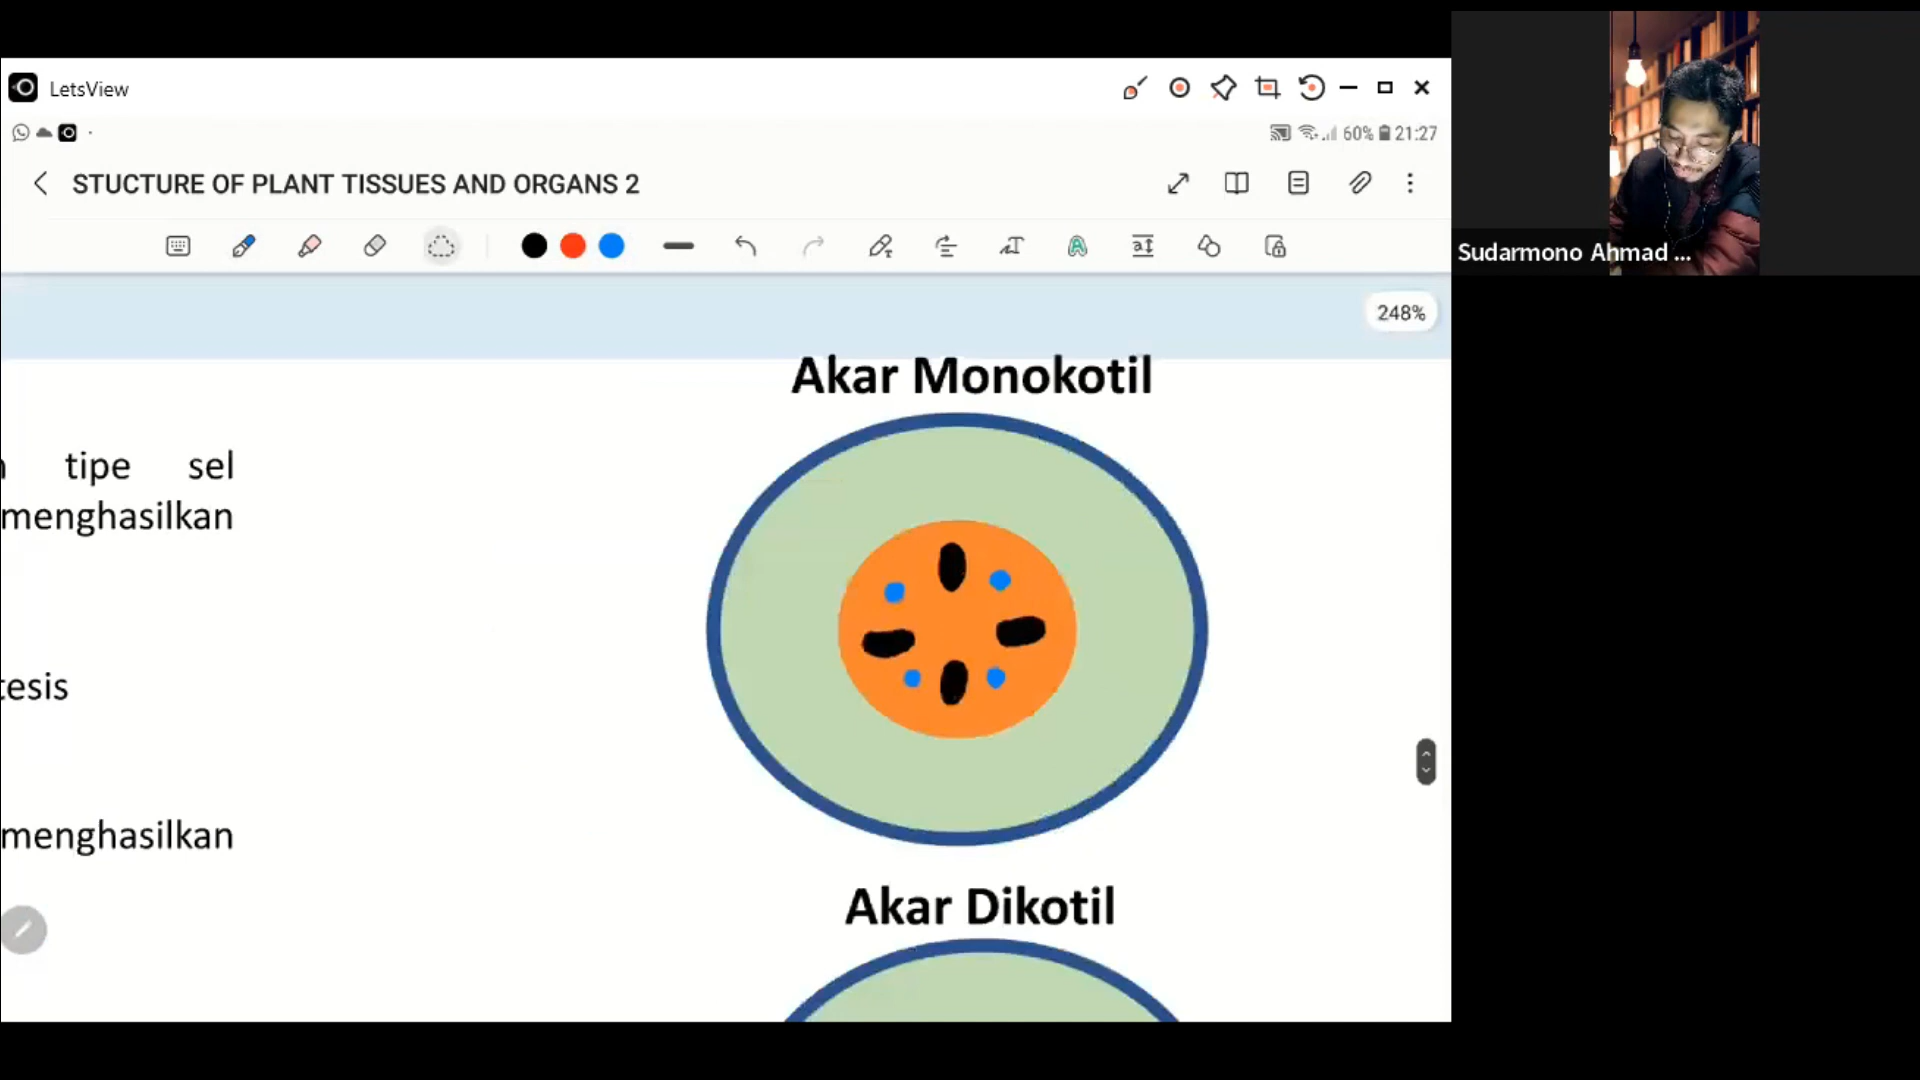 LetsView
60% 21:27
STUCTURE OF PLANT TISSUES AND ORGANS 2
248%
Akar Monokotil
tipe sel
menghasilkan
tesis
menghasilkan
Akar Dikotil
Sudarmono Ahmad ...